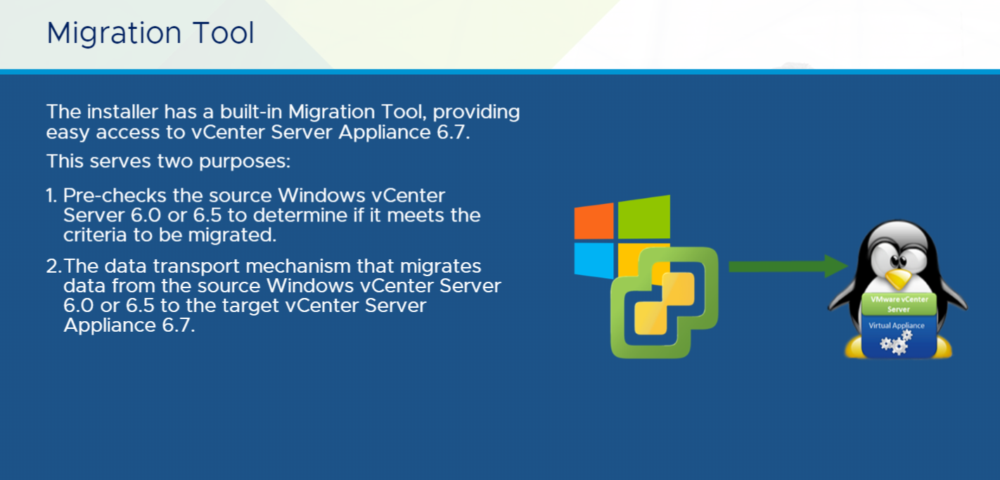 Migration Tool
The installer has a built-in Migration Tool, providing
easy access to vCenter Server Appliance 6.7.
This serves two purposes:
1. Pre-checks the source Windows vCenter
Server 6.0 or 6.5 to determine if it meets the
criteria to be migrated.
2.The data transport mechanism that migrates
data from the source Windows vCenter Server
6.0 or 6.5 to the target vCenter Server
Appliance 6.7.
VMware vCenter
Server
Virtual Appliance